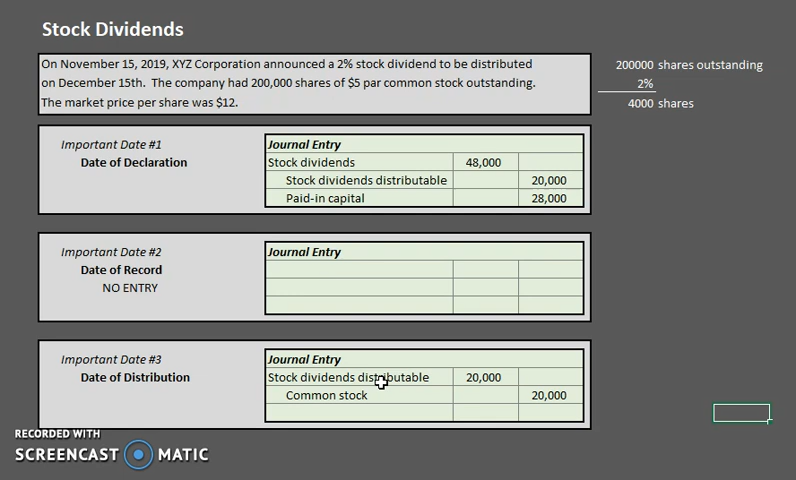 Stock Dividends
On November 15, 2019, XYZ Corporation announced a 2% stock dividend to be distributed
on December 15th. The company had 200,000 shares of $5 par common stock outstanding.
The market price per share was $12.
200000 shares outstanding
2%
4000 shares
Important Date #1
Date of Declaration
Journal Entry
Stock dividends 48,000
Stock dividends distributable 20,000
Paid-in capital 28,000
Important Date #2
Date of Record
NO ENTRY
Journal Entry
Important Date #3
Date of Distribution
Journal Entry
Stock dividends distributable 20,000
Common stock 20,000
RECORDED WITH
SCREENCAST MATIC